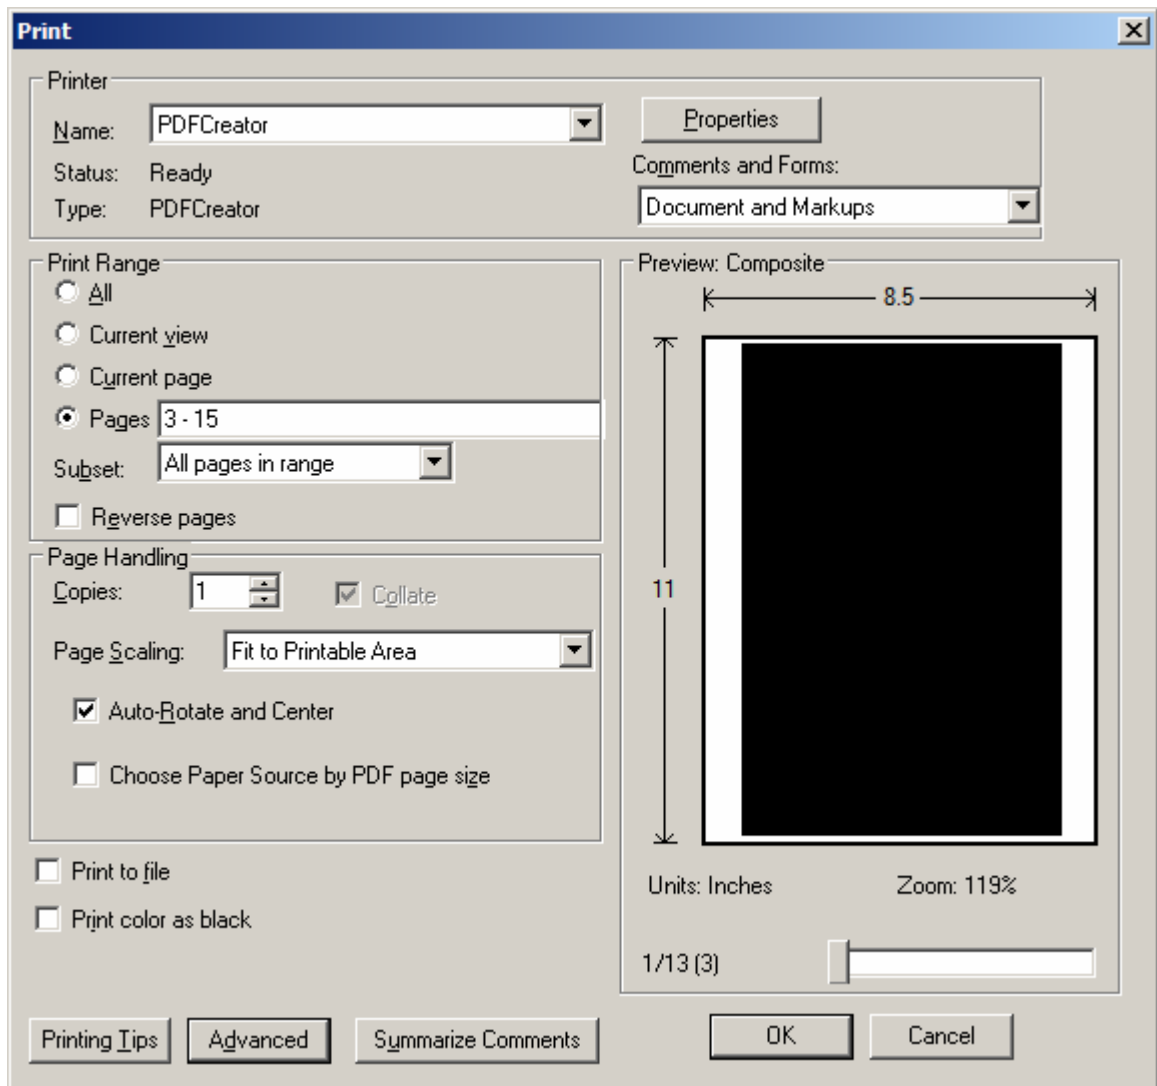 Print
Printer
Name: PDFCreator
Properties
Status: Ready
Comments and Forms:
Type: PDFCreator
Document and Markups
Print Range
All
Current view
Current page
Pages 3 - 15
Subset: All pages in range
Reverse pages
Page Handling
Copies: 1 Collate
Page Scaling: Fit to Printable Area
Auto-Rotate and Center
Choose Paper Source by PDF page size
Print to file
Print color as black
Preview: Composite
8.5
11
Units: Inches Zoom: 119%
1/13 (3)
Printing Tips Advanced Summarize Comments OK Cancel